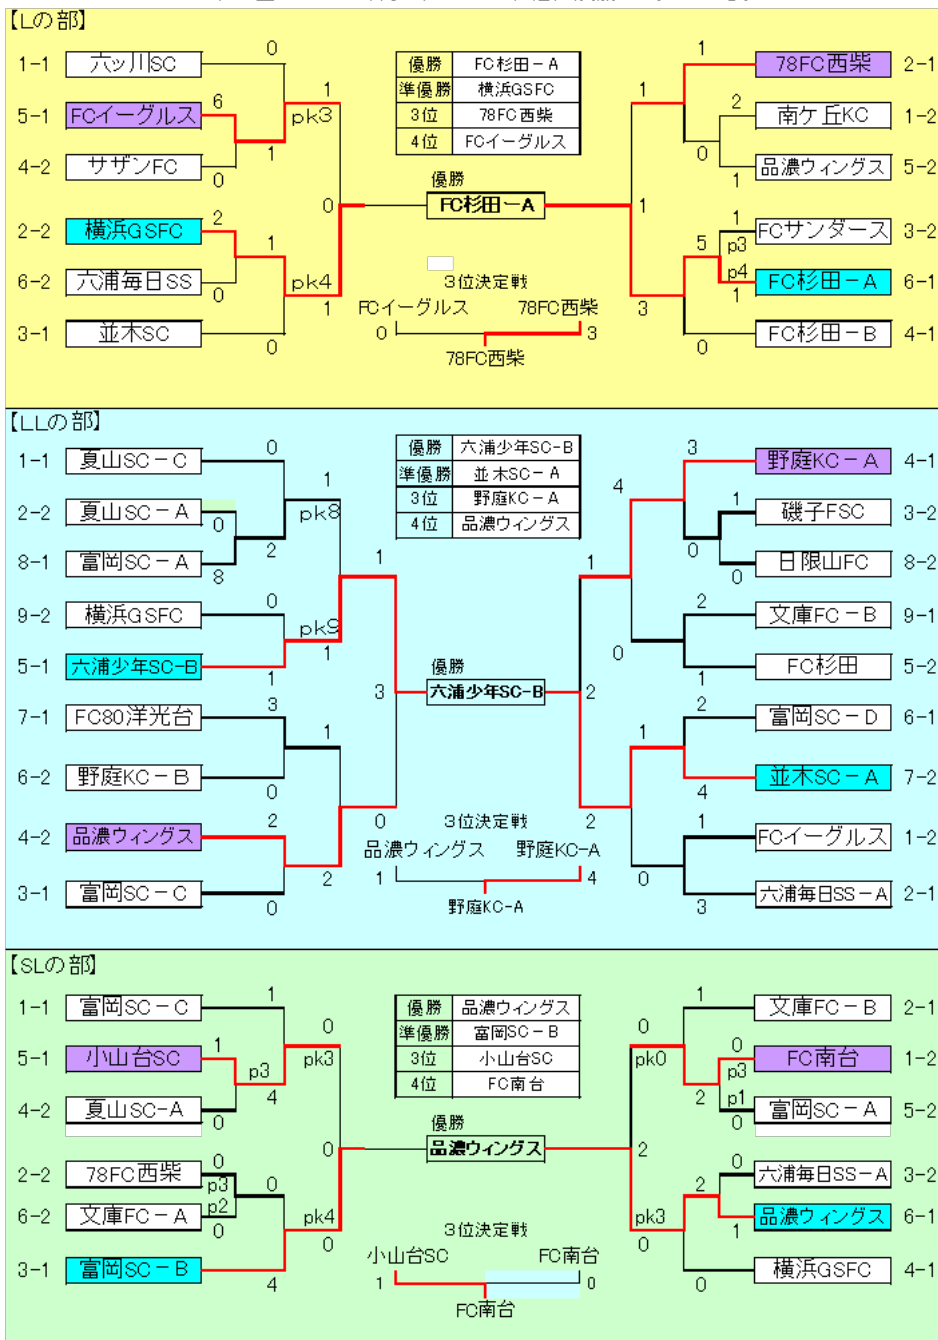 【Lの部】
1-1 六ッ川SC 0
5-1 FCイーグルス 6
1 pk3
4-2 サザンFC 0 1
2-2 横浜GSFC 2
6-2 六浦毎日SS 0 1 pk4
3-1 並木SC 0 1
優勝 FC杉田－A
準優勝 横浜GSFC
3位 78FC西柴
4位 FCイーグルス
優勝
0 FC杉田－A 1
3位決定戦
FCイーグルス 78FC西柴
0 3
78FC西柴
1 78FC西柴 2-1
1
2 南ケ丘KC 1-2
0
1 品濃ウィングス 5-2
1 FCサンダース 3-2
5 p3
p4 FC杉田－A 6-1
3 1
0 FC杉田－B 4-1
【LLの部】
1-1 夏山SC－C 0
1
2-2 夏山SC－A 0 pk8
2
8-1 富岡SC－A 8
9-2 横浜GSFC 0
pk9 1
5-1 六浦少年SC-B 1 1
7-1 FC80洋光台 3
1
6-2 野庭KC－B 0
4-2 品濃ウィングス 2 0
3-1 富岡SC－C 0 2
優勝 六浦少年SC-B
準優勝 並木SC－A
3位 野庭KC－A
4位 品濃ウィングス
優勝
3 六浦少年SC-B 2
3位決定戦
品濃ウィングス 野庭KC-A
1 4
野庭KC-A
3 野庭KC－A 4-1
4
1 磯子FSC 3-2
0
0 日限山FC 8-2
1
2 文庫FC－B 9-1
0
1 FC杉田 5-2
2 富岡SC－D 6-1
1
4 並木SC－A 7-2
2
1 FCイーグルス 1-2
0
3 六浦毎日SS－A 2-1
【SLの部】
1-1 富岡SC－C 1
0
5-1 小山台SC 1 p3 pk3
4
4-2 夏山SC-A 0
2-2 78FC西柴 0 p3
0
6-2 文庫FC－A p2 0 pk4
0
3-1 富岡SC－B 4
優勝 品濃ウィングス
準優勝 富岡SC－B
3位 小山台SC
4位 FC南台
優勝
0 品濃ウィングス 2
3位決定戦
小山台SC FC南台
1 0
FC南台
1 文庫FC－B 2-1
0
pk0 0 p3 FC南台 1-2
2 p1
0 富岡SC－A 5-2
0 六浦毎日SS－A 3-2
2
pk3 1 品濃ウィングス 6-1
0
0 横浜GSFC 4-1